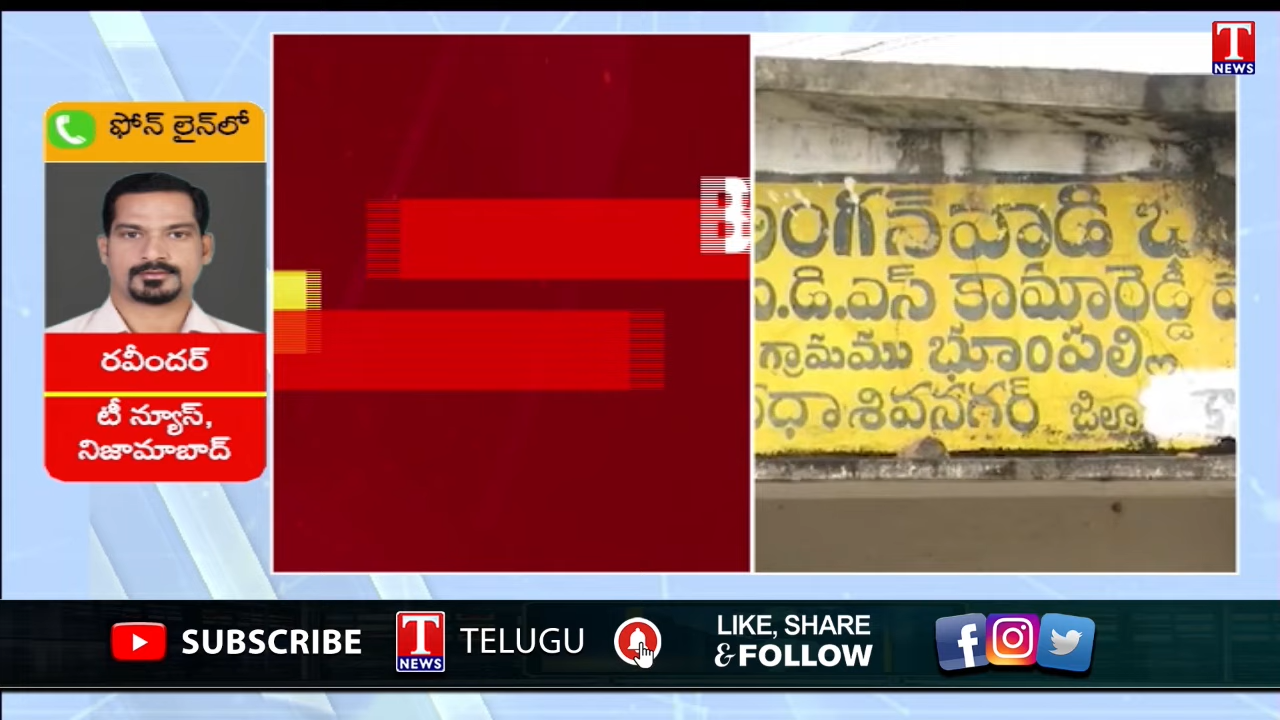 T
NEWS
ఫోన్ లైన్‌లో
రవీందర్
టీ న్యూస్,
నిజామాబాద్
B
అంగన్‌వాడి
.డి.ఎస్ కామారెడ్డి
గ్రామము భూంపల్లి
శివనగర్ జిల్లా
SUBSCRIBE
T
NEWS
TELUGU
LIKE, SHARE
& FOLLOW